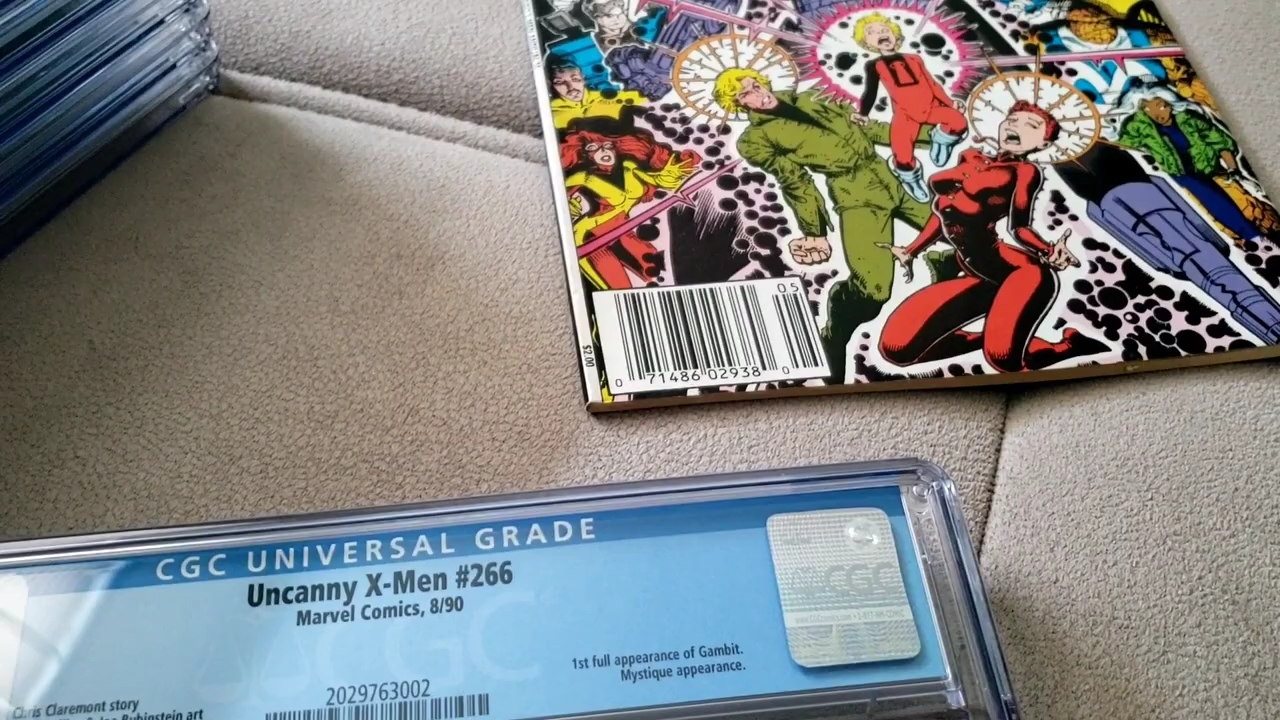 $2.00
05
0 71486 02938 0
CGC UNIVERSAL GRADE
Uncanny X-Men #266
Marvel Comics, 8/90
CGC
1st full appearance of Gambit.
Mystique appearance.
2029763002
Chris Claremont story
Rubinstein art